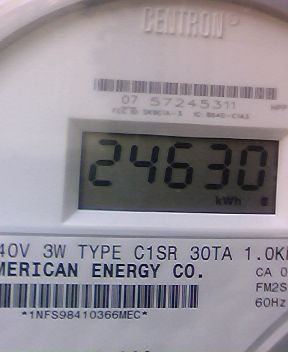 CENTRON
07 57245311
24630
kWh
40V 3W TYPE C1SR 30TA 1.0K
MERICAN ENERGY CO.
CA 0
FM2S
60Hz
*1NFS98410366MEC*